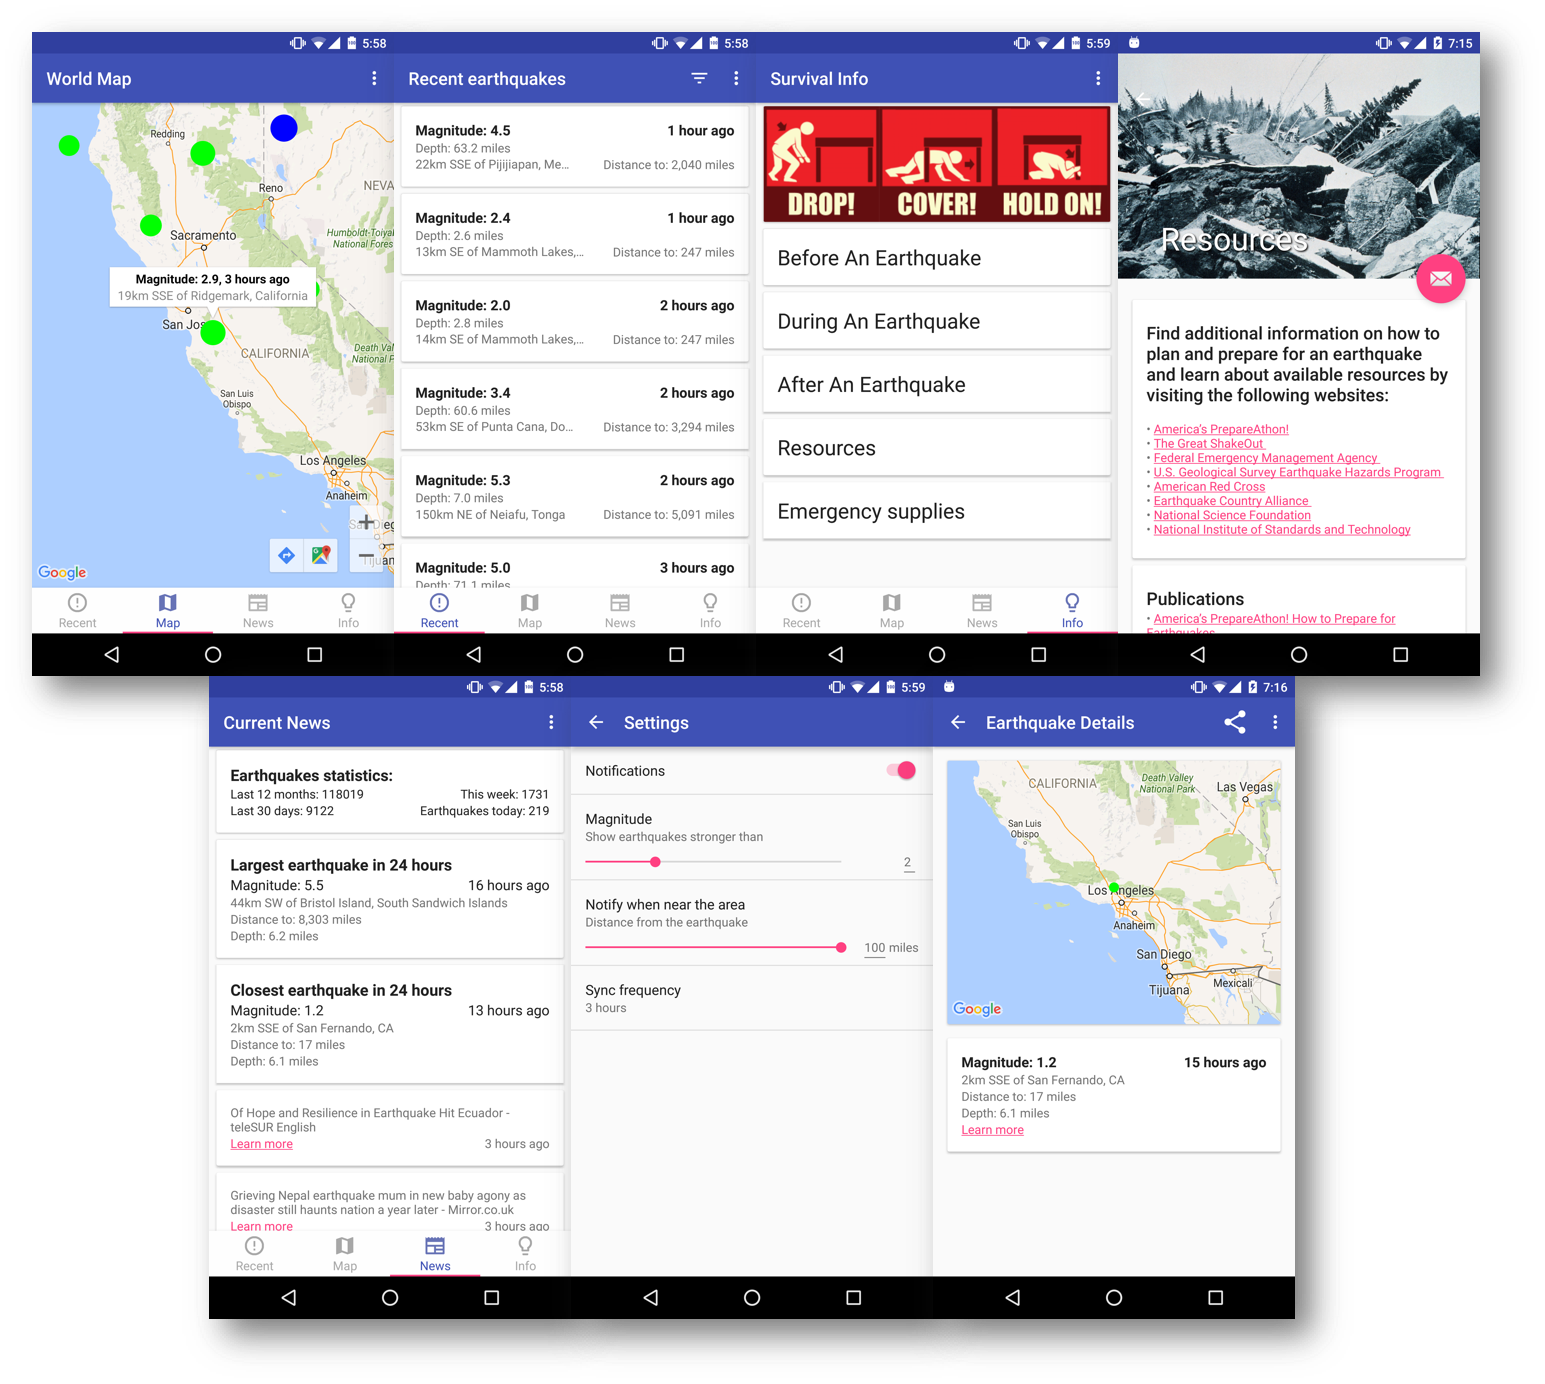 5:58
World Map
Redding
Reno
NEVA
Humboldt-Toiyab
National Fores
Sacramento
Magnitude: 2.9, 3 hours ago
19km SSE of Ridgemark, California
San Jos
CALIFORNIA
Death Val
National P
San Luis
Obispo
Los Angeles
Anaheim
Google
Recent
Map
News
Info
5:58
Recent earthquakes
Magnitude: 4.5 1 hour ago
Depth: 63.2 miles
22km SSE of Pijijiapan, Me... Distance to: 2,040 miles
Magnitude: 2.4 1 hour ago
Depth: 2.6 miles
13km SE of Mammoth Lakes,... Distance to: 247 miles
Magnitude: 2.0 2 hours ago
Depth: 2.8 miles
14km SE of Mammoth Lakes,... Distance to: 247 miles
Magnitude: 3.4 2 hours ago
Depth: 60.6 miles
53km SE of Punta Cana, Do... Distance to: 3,294 miles
Magnitude: 5.3 2 hours ago
Depth: 7.0 miles
150km NE of Neiafu, Tonga Distance to: 5,091 miles
Magnitude: 5.0 3 hours ago
Depth: 71.1 miles
Recent
Map
News
Info
5:59
Survival Info
DROP! COVER! HOLD ON!
Before An Earthquake
During An Earthquake
After An Earthquake
Resources
Emergency supplies
Recent
Map
News
Info
7:15
Resources
Find additional information on how to
plan and prepare for an earthquake
and learn about available resources by
visiting the following websites:
• America's PrepareAthon!
• The Great ShakeOut
• Federal Emergency Management Agency
• U.S. Geological Survey Earthquake Hazards Program
• American Red Cross
• Earthquake Country Alliance
• National Science Foundation
• National Institute of Standards and Technology
Publications
• America's PrepareAthon! How to Prepare for
Earthquakes
5:58
Current News
Earthquakes statistics:
Last 12 months: 118019 This week: 1731
Last 30 days: 9122 Earthquakes today: 219
Largest earthquake in 24 hours
Magnitude: 5.5 16 hours ago
44km SW of Bristol Island, South Sandwich Islands
Distance to: 8,303 miles
Depth: 6.2 miles
Closest earthquake in 24 hours
Magnitude: 1.2 13 hours ago
2km SSE of San Fernando, CA
Distance to: 17 miles
Depth: 6.1 miles
Of Hope and Resilience in Earthquake Hit Ecuador -
teleSUR English
Learn more 3 hours ago
Grieving Nepal earthquake mum in new baby agony as
disaster still haunts nation a year later - Mirror.co.uk
Learn more 3 hours ago
Recent
Map
News
Info
5:59
Settings
Notifications
Magnitude
Show earthquakes stronger than
2
Notify when near the area
Distance from the earthquake
100 miles
Sync frequency
3 hours
7:16
Earthquake Details
CALIFORNIA
Death Valley
National Park
Las Vegas
San Luis
Obispo
Los Angeles
Anaheim
San Diego
Tijuana
Mexicali
Google
Magnitude: 1.2 15 hours ago
2km SSE of San Fernando, CA
Distance to: 17 miles
Depth: 6.1 miles
Learn more